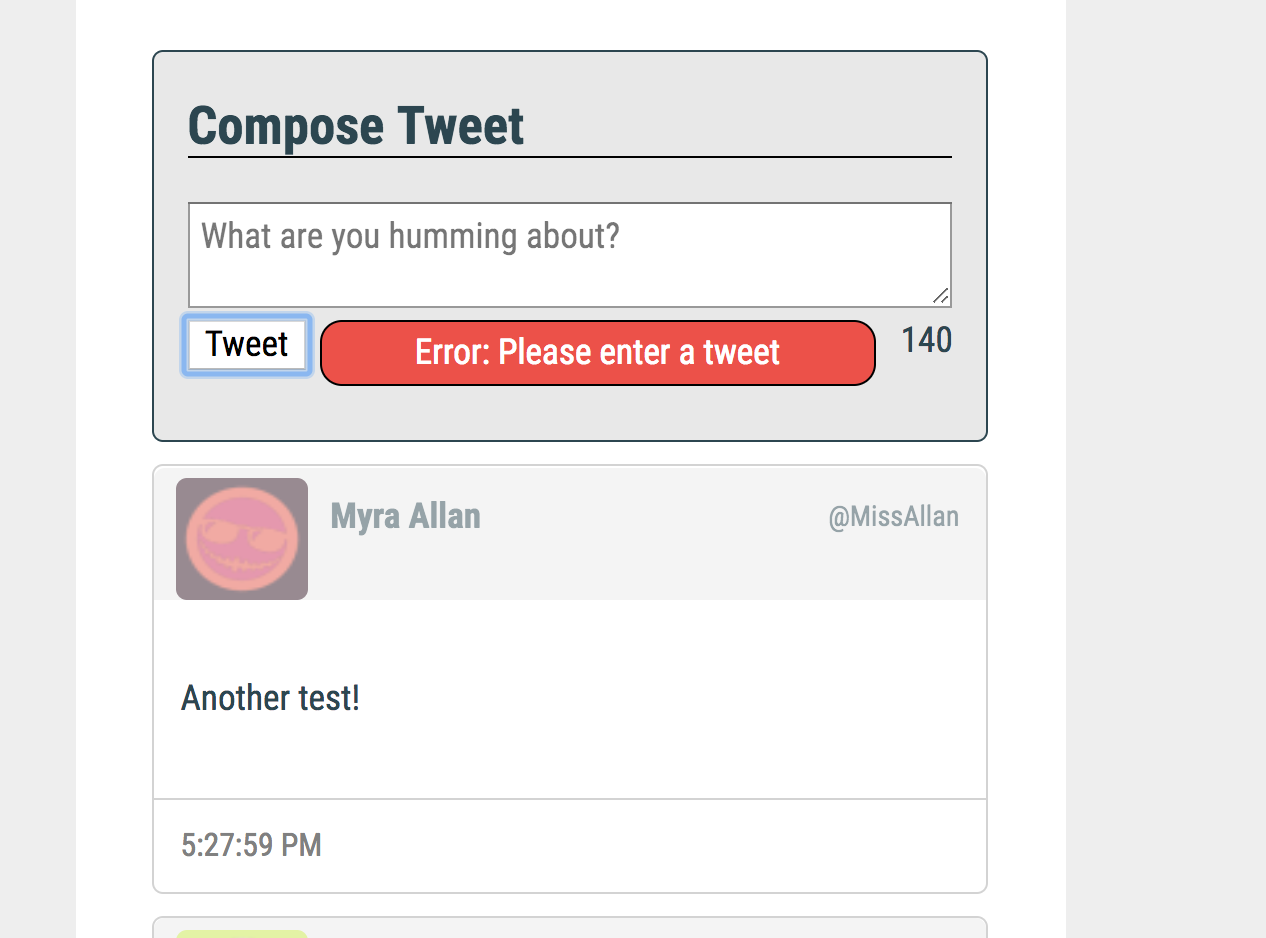 Compose Tweet
What are you humming about?
Tweet
Error: Please enter a tweet
140
Myra Allan
@MissAllan
Another test!
5:27:59 PM